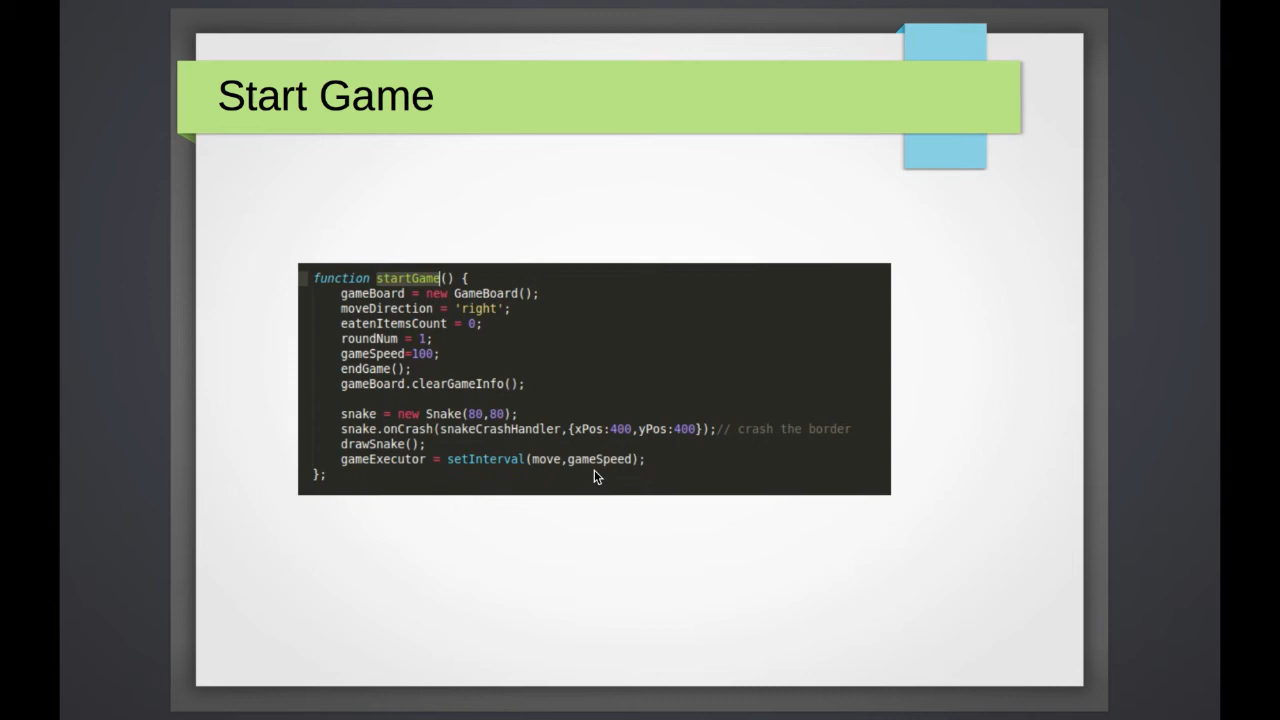 Start Game
function startGame() {
gameBoard = new GameBoard();
moveDirection = 'right';
eatenItemsCount = 0;
roundNum = 1;
gameSpeed=100;
endGame();
gameBoard.clearGameInfo();
snake = new Snake(80,80);
snake.onCrash(snakeCrashHandler,{xPos:400,yPos:400});// crash the border
drawSnake();
gameExecutor = setInterval(move,gameSpeed);
};